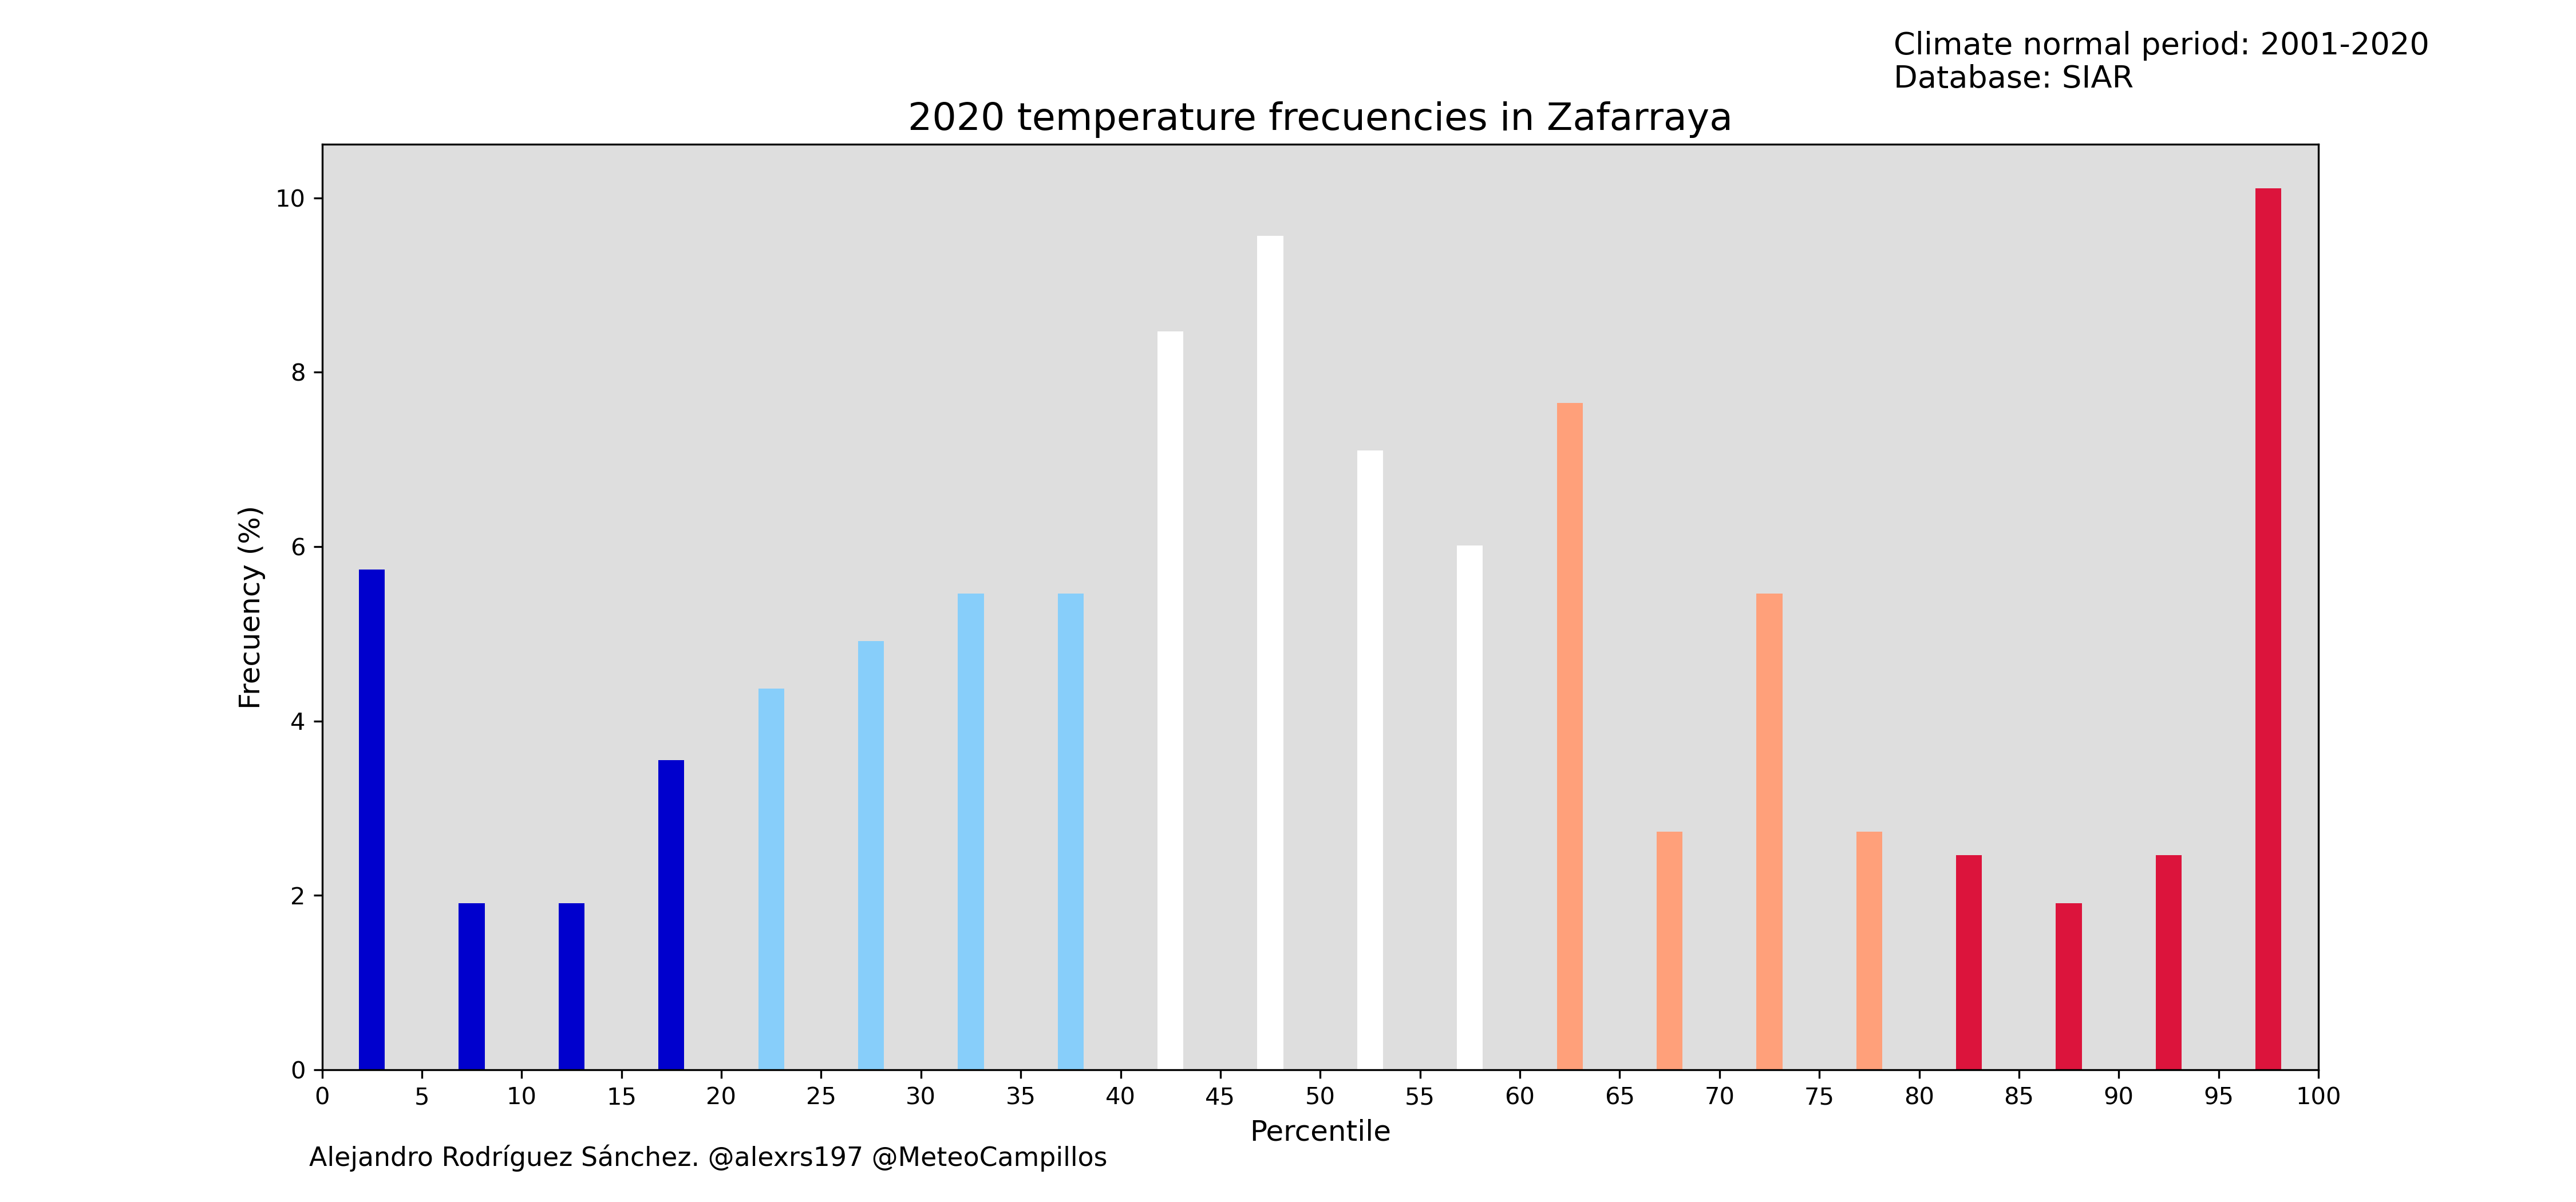 Climate normal period: 2001-2020
Database: SIAR
2020 temperature frecuencies in Zafarraya
10
8
6
4
2
0
Frecuency (%)
0 5 10 15 20 25 30 35 40 45 50 55 60 65 70 75 80 85 90 95 100
Percentile
Alejandro Rodríguez Sánchez. @alexrs197 @MeteoCampillos